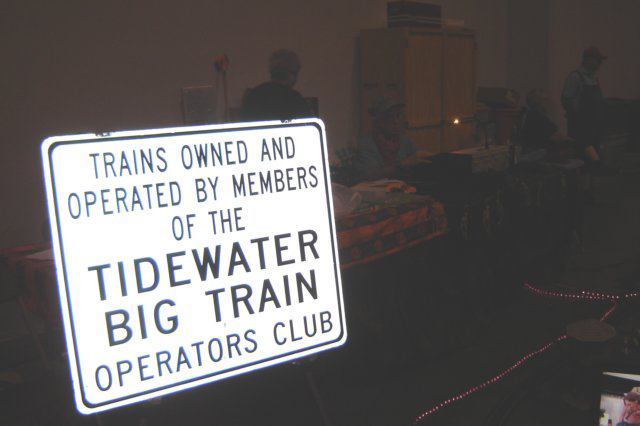 TRAINS OWNED AND
OPERATED BY MEMBERS
OF THE
TIDEWATER
BIG TRAIN
OPERATORS CLUB